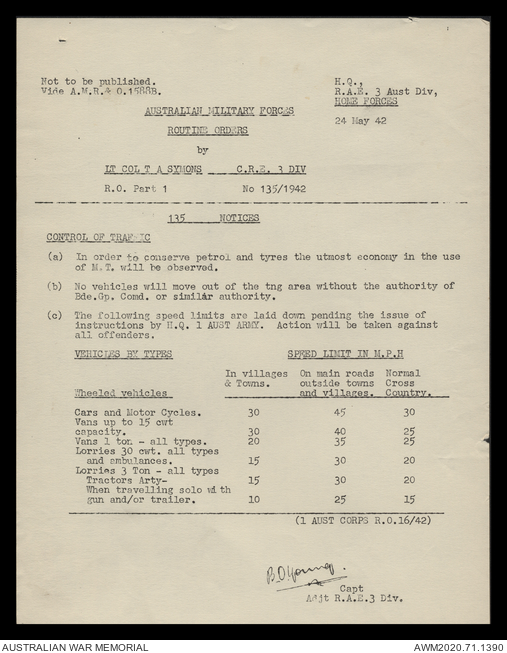 Not to be published.
Vide A.M.R.& O.1588B.
H.Q.,
R.A.E. 3 Aust Div,
HOME FORCES
24 May 42
AUSTRALIAN MILITARY FORCES
ROUTINE ORDERS
by
LT COL T A SYMONS C.R.E. 3 DIV
R.O. Part 1 No 135/1942
135 NOTICES
CONTROL OF TRAFFIC
(a) In order to conserve petrol and tyres the utmost economy in the use
of M.T. will be observed.
(b) No vehicles will move out of the tng area without the authority of
Bde.Gp. Comd. or similar authority.
(c) The following speed limits are laid down pending the issue of
instructions by H.Q. 1 AUST ARMY. Action will be taken against
all offenders.
VEHICLES BY TYPES SPEED LIMIT IN M.P.H
In villages On main roads Normal
& Towns. outside towns Cross
Wheeled vehicles and villages. Country.
Cars and Motor Cycles. 30 45 30
Vans up to 15 cwt
capacity. 30 40 25
Vans 1 ton - all types. 20 35 25
Lorries 30 cwt. all types
and ambulances. 15 30 20
Lorries 3 Ton - all types
Tractors Arty- 15 30 20
When travelling solo with
gun and/or trailer. 10 25 15
(1 AUST CORPS R.O.16/42)
Capt
Adjt R.A.E.3 Div.
AUSTRALIAN WAR MEMORIAL
AWM2020.71.1390